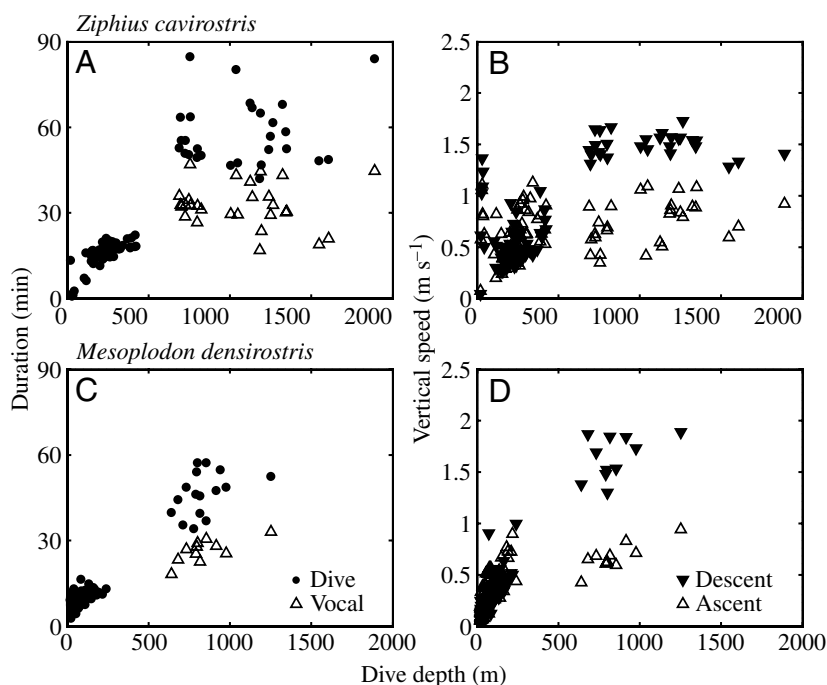 Ziphius cavirostris
A
B
90
60
30
0
0 500 1000 1500 2000
2.5
2
1.5
1
0.5
0
0 500 1000 1500 2000
Duration (min)
Vertical speed (m s⁻¹)
Mesoplodon densirostris
C
D
90
60
30
0
0 500 1000 1500 2000
Dive
Vocal
2.5
2
1.5
1
0.5
0
0 500 1000 1500 2000
Descent
Ascent
Dive depth (m)